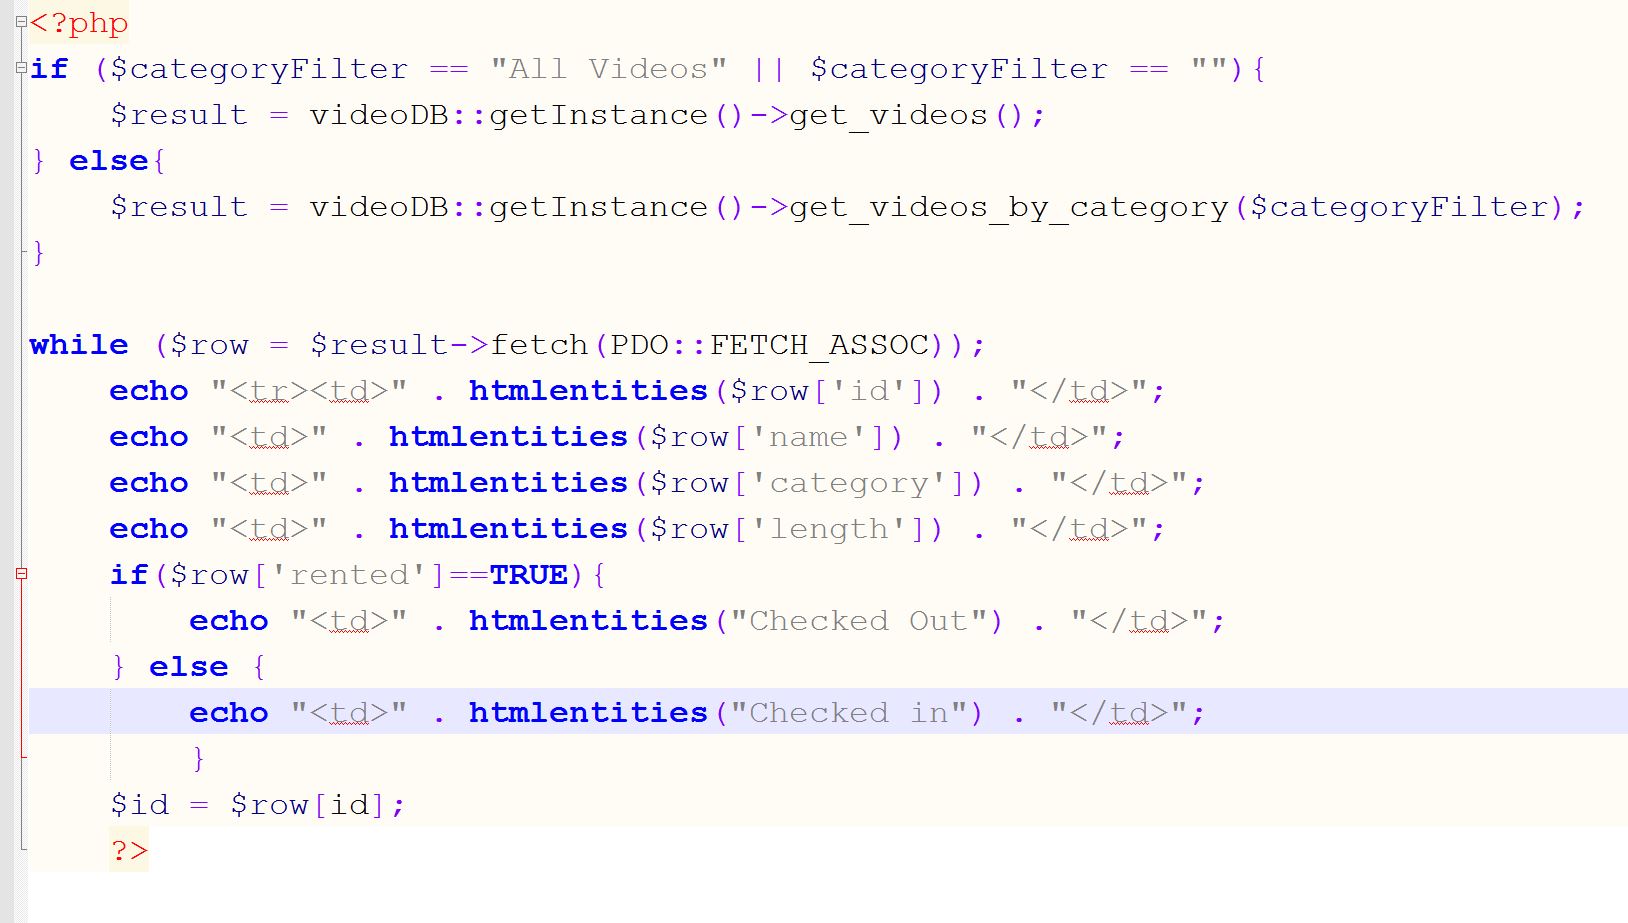 <?php
if ($categoryFilter == "All Videos" || $categoryFilter == ""){
    $result = videoDB::getInstance()->get_videos();
} else{
    $result = videoDB::getInstance()->get_videos_by_category($categoryFilter);
}

while ($row = $result->fetch(PDO::FETCH_ASSOC));
    echo "<tr><td>" . htmlentities($row['id']) . "</td>";
    echo "<td>" . htmlentities($row['name']) . "</td>";
    echo "<td>" . htmlentities($row['category']) . "</td>";
    echo "<td>" . htmlentities($row['length']) . "</td>";
    if($row['rented']==TRUE){
        echo "<td>" . htmlentities("Checked Out") . "</td>";
    } else {
        echo "<td>" . htmlentities("Checked in") . "</td>";
        }
    $id = $row[id];
    ?>